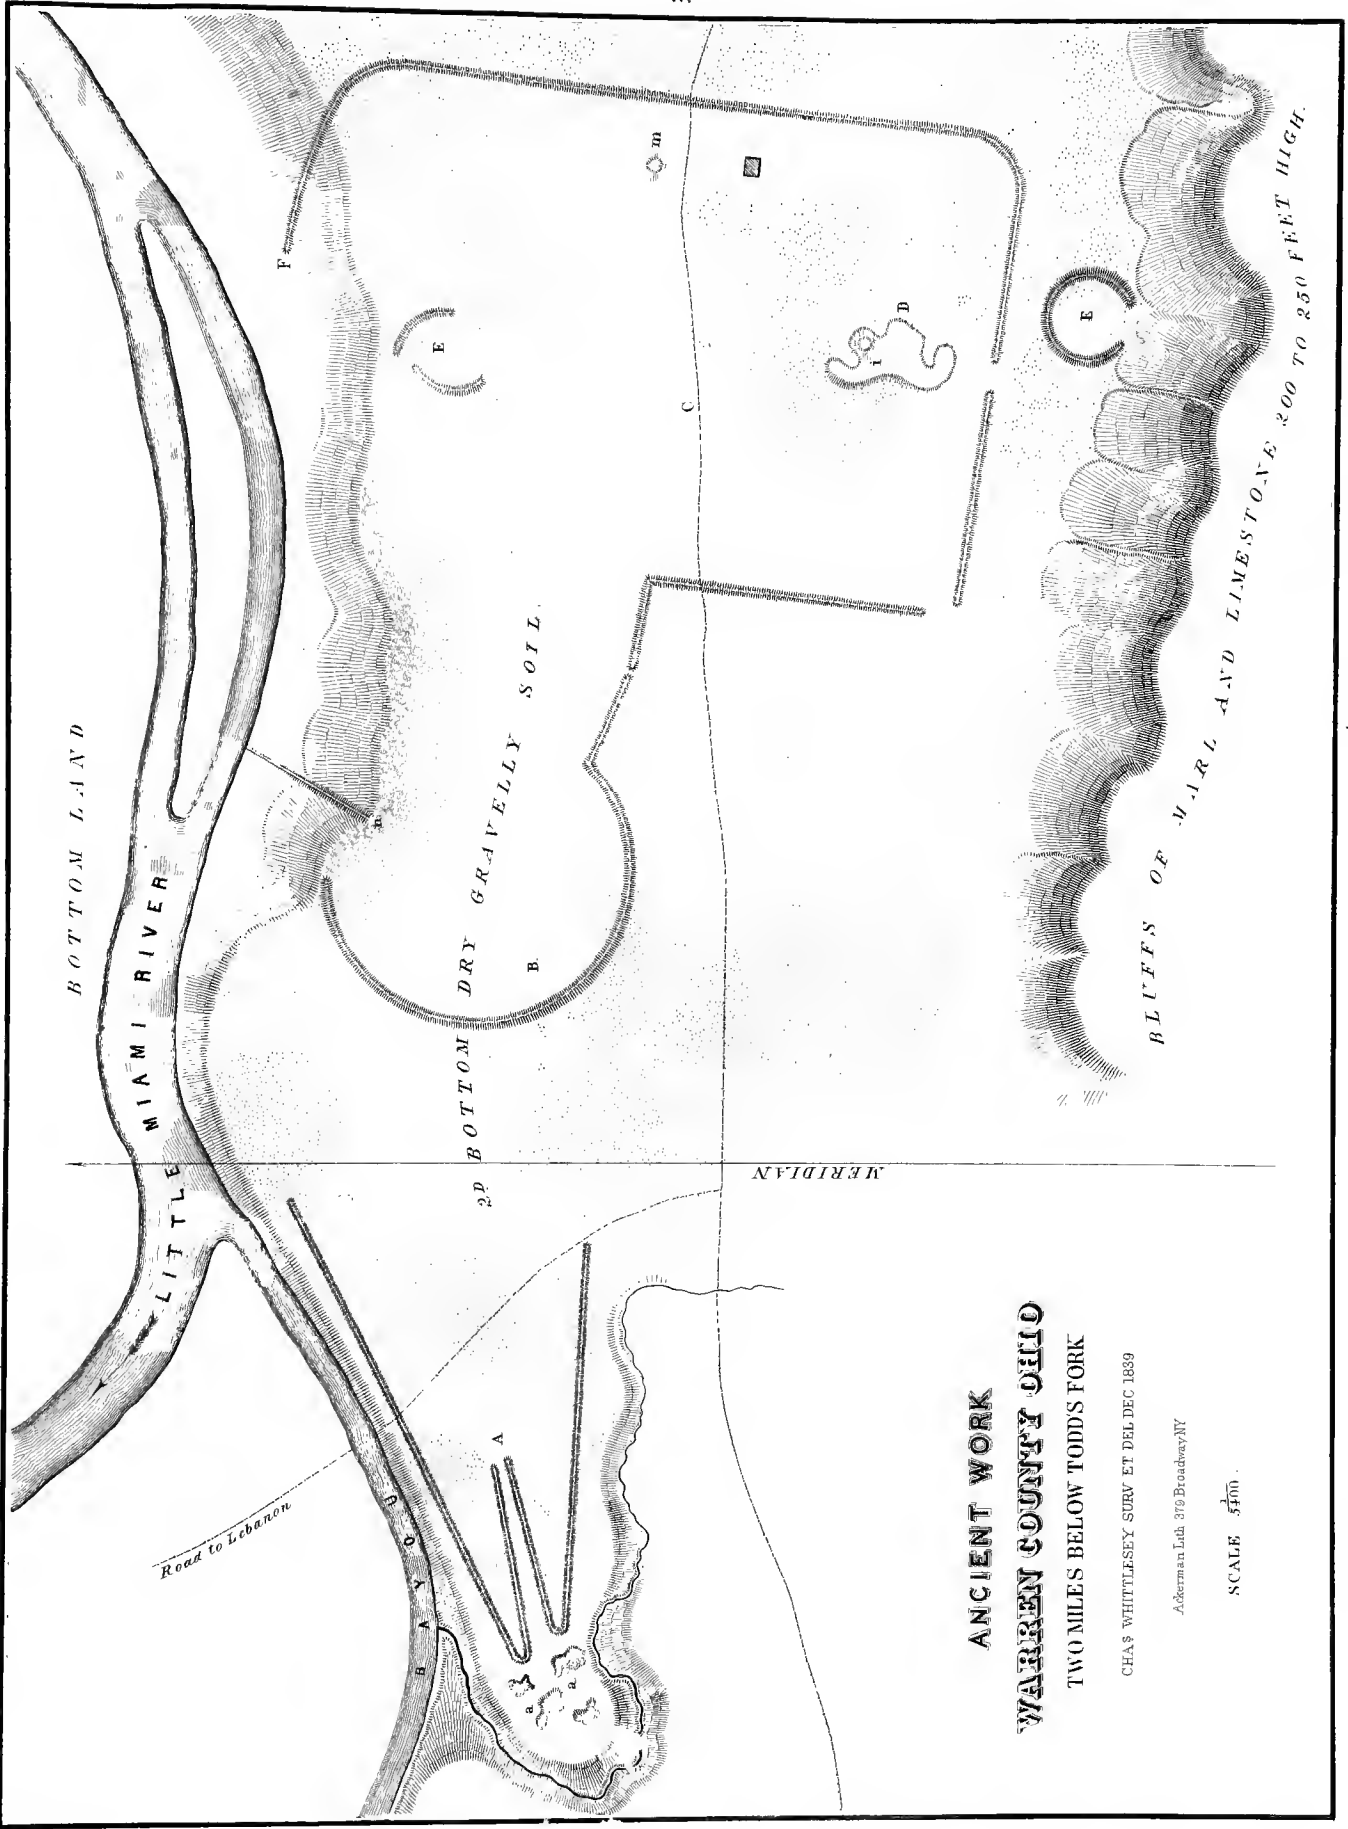 ANCIENT WORK
WARREN COUNTY OHIO
TWO MILES BELOW TODD'S FORK
CHAS WHITTLESEY SURV ET DEL DEC 1839
Ackerman Lith 379 Broadway NY
SCALE 1/5400.
BOTTOM LAND
LITTLE MIAMI RIVER
BAYOU
Road to Lebanon
2D BOTTOM DRY GRAVELLY SOIL.
MERIDIAN
BLUFFS OF MARL AND LIMESTONE 200 TO 250 FEET HIGH.
F
E
m
D
i
E
C
n
B.
A
a
a